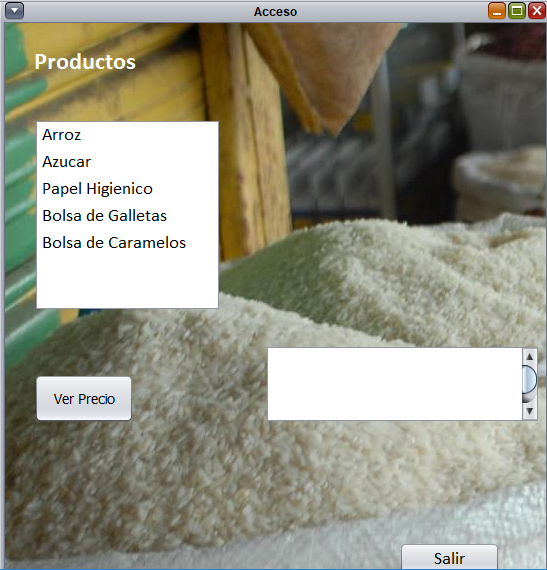 Acceso
Productos
Arroz
Azucar
Papel Higienico
Bolsa de Galletas
Bolsa de Caramelos
Ver Precio
Salir